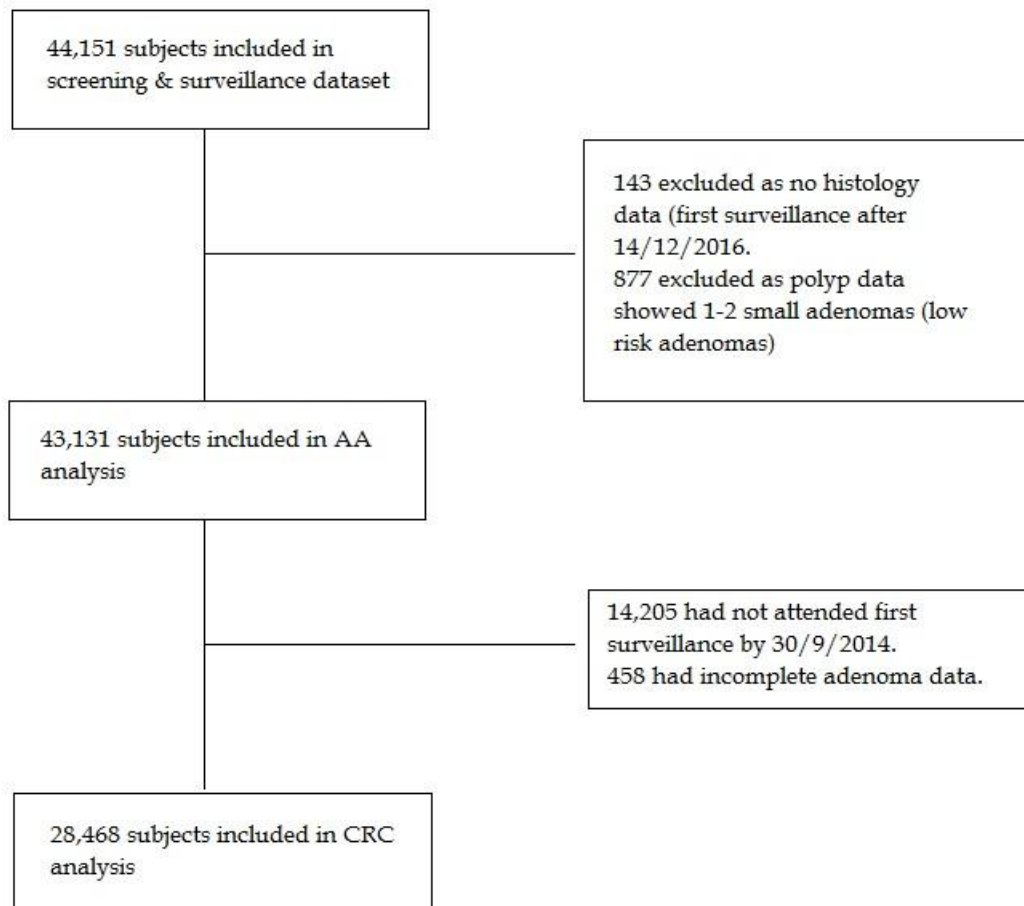 44,151 subjects included in
screening & surveillance dataset
143 excluded as no histology
data (first surveillance after
14/12/2016.
877 excluded as polyp data
showed 1-2 small adenomas (low
risk adenomas)
43,131 subjects included in AA
analysis
14,205 had not attended first
surveillance by 30/9/2014.
458 had incomplete adenoma data.
28,468 subjects included in CRC
analysis